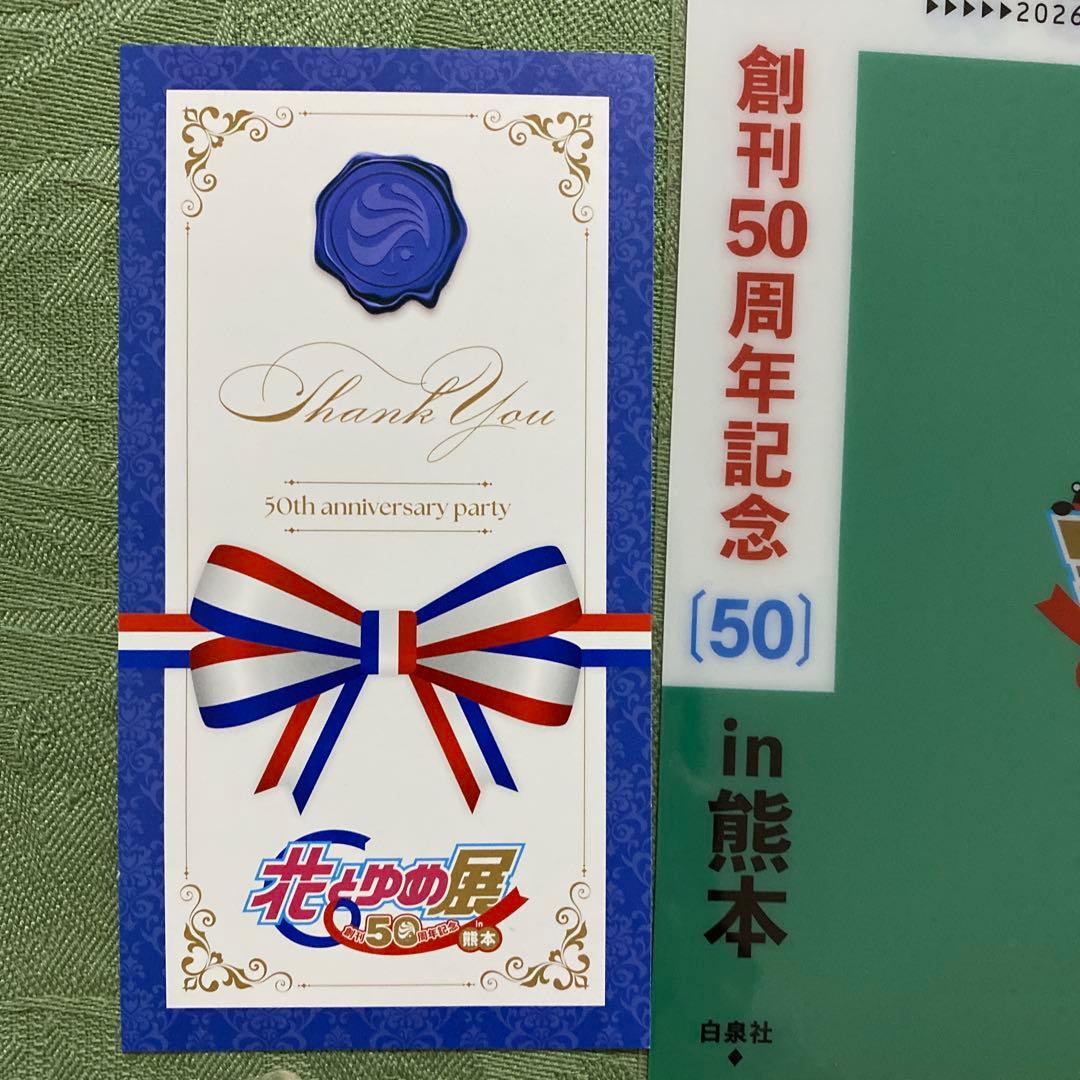 Thank You
50th anniversary party
花とゆめ展
創刊50周年記念
in
熊本
▶▶▶▶▶2026
創刊50周年記念
〔50〕
in熊本
白泉社